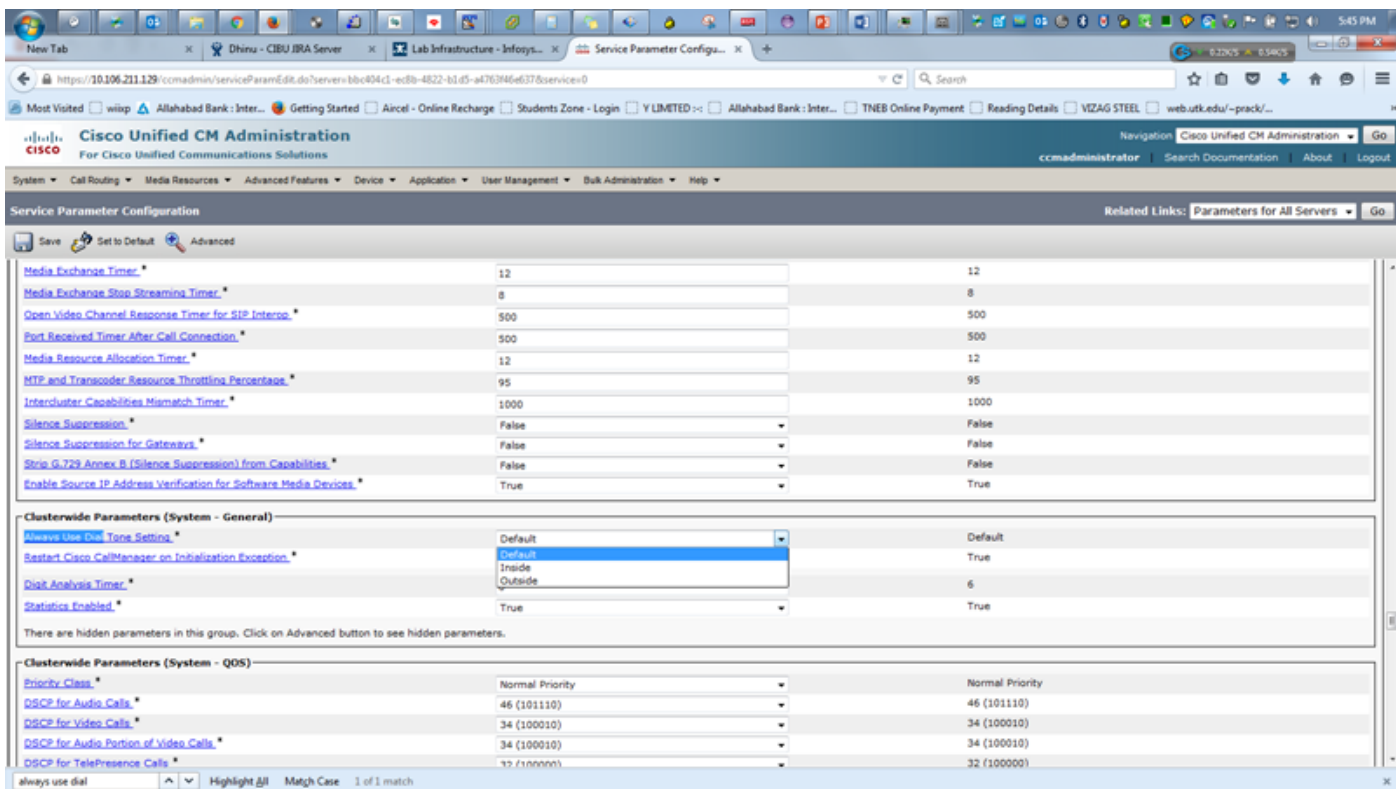 5:45 PM
New Tab
Dhinu - CIBU JIRA Server
Lab Infrastructure - Infosys...
Service Parameter Configu...
https://10.106.211.129/ccmadmin/serviceParamEdit.do?server=bbc404c1-ec8b-4822-b1d5-a4763f46e637&service=0
Search
Most Visited wiixp Allahabad Bank : Inter... Getting Started Aircel - Online Recharge Students Zone - Login Y LIMITED :-: Allahabad Bank : Inter... TNEB Online Payment Reading Details VIZAG STEEL web.utk.edu/~prack/...
CISCO
Cisco Unified CM Administration
For Cisco Unified Communications Solutions
Navigation Cisco Unified CM Administration Go
ccmadministrator Search Documentation About Logout
System Call Routing Media Resources Advanced Features Device Application User Management Bulk Administration Help
Service Parameter Configuration
Related Links: Parameters for All Servers Go
Save Set to Default Advanced
Media Exchange Timer * 12 12
Media Exchange Stop Streaming Timer * 8 8
Open Video Channel Response Timer for SIP Interop * 500 500
Port Received Timer After Call Connection * 500 500
Media Resource Allocation Timer * 12 12
MTP and Transcoder Resource Throttling Percentage * 95 95
Intercluster Capabilities Mismatch Timer * 1000 1000
Silence Suppression * False False
Silence Suppression for Gateways * False False
Strip G.729 Annex B (Silence Suppression) from Capabilities * False False
Enable Source IP Address Verification for Software Media Devices * True True
Clusterwide Parameters (System - General)
Always Use Dial Tone Setting * Default Default
Default
Inside
Outside
Restart Cisco CallManager on Initialization Exception * True
Digit Analysis Timer * 6
Statistics Enabled * True True
There are hidden parameters in this group. Click on Advanced button to see hidden parameters.
Clusterwide Parameters (System - QOS)
Priority Class * Normal Priority Normal Priority
DSCP for Audio Calls * 46 (101110) 46 (101110)
DSCP for Video Calls * 34 (100010) 34 (100010)
DSCP for Audio Portion of Video Calls * 34 (100010) 34 (100010)
DSCP for TelePresence Calls * 32 (100000) 32 (100000)
always use dial Highlight All Match Case 1 of 1 match